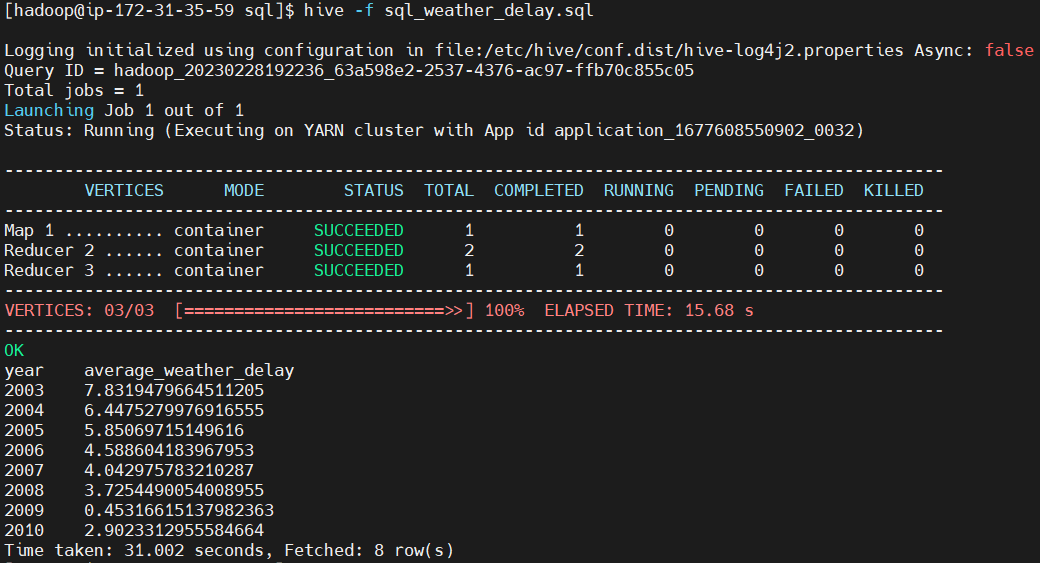 [hadoop@ip-172-31-35-59 sql]$ hive -f sql_weather_delay.sql
Logging initialized using configuration in file:/etc/hive/conf.dist/hive-log4j2.properties Async: false
Query ID = hadoop_20230228192236_63a598e2-2537-4376-ac97-ffb70c855c05
Total jobs = 1
Launching Job 1 out of 1
Status: Running (Executing on YARN cluster with App id application_1677608550902_0032)
----------------------------------------------------------------------------------------------
        VERTICES      MODE        STATUS  TOTAL  COMPLETED  RUNNING  PENDING  FAILED  KILLED
----------------------------------------------------------------------------------------------
Map 1 .......... container     SUCCEEDED      1          1        0        0       0       0
Reducer 2 ...... container     SUCCEEDED      2          2        0        0       0       0
Reducer 3 ...... container     SUCCEEDED      1          1        0        0       0       0
----------------------------------------------------------------------------------------------
VERTICES: 03/03  [==========================>>] 100%  ELAPSED TIME: 15.68 s
----------------------------------------------------------------------------------------------
OK
year    average_weather_delay
2003    7.8319479664511205
2004    6.4475279976916555
2005    5.85069715149616
2006    4.588604183967953
2007    4.042975783210287
2008    3.7254490054008955
2009    0.45316615137982363
2010    2.9023312955584664
Time taken: 31.002 seconds, Fetched: 8 row(s)